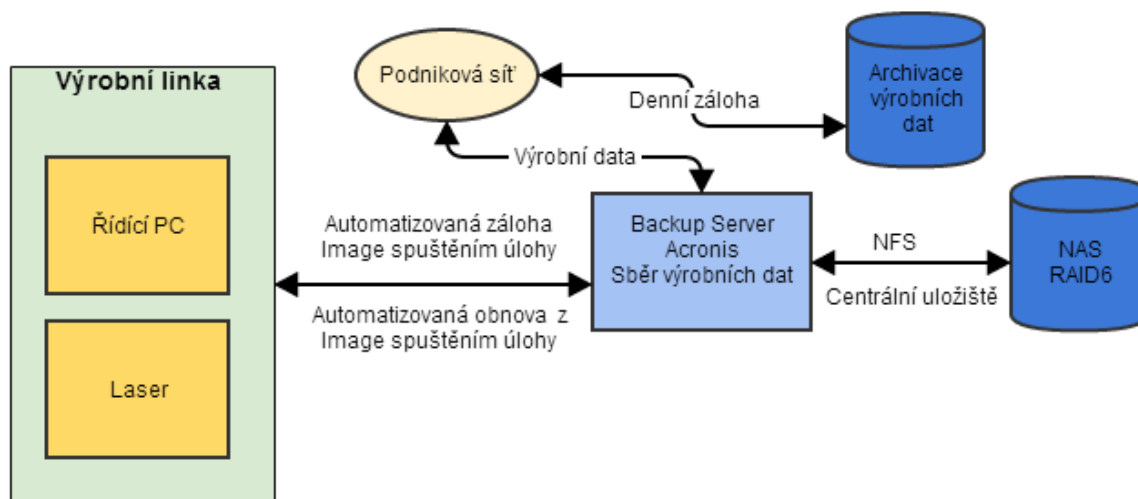 Výrobní linka
Řídící PC
Laser
Podniková síť
Denní záloha
Archivace
výrobních
dat
Výrobní data
Automatizovaná záloha
Image spuštěním úlohy
Automatizovaná obnova z
Image spuštěním úlohy
Backup Server
Acronis
Sběr výrobních dat
NFS
Centrální uložiště
NAS
RAID6